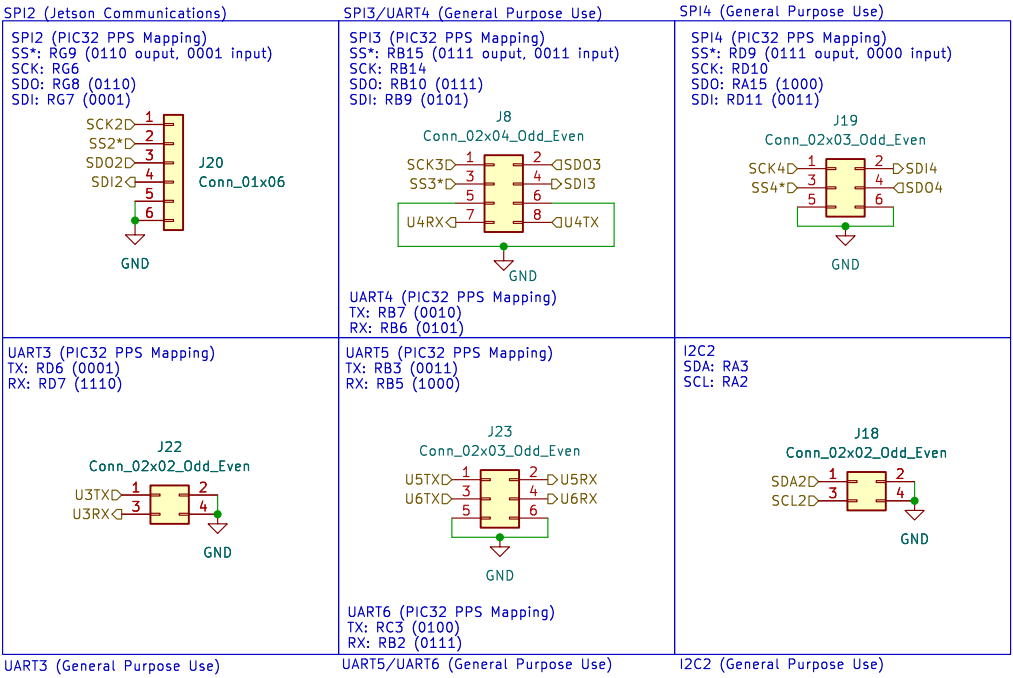 SPI2 (Jetson Communications)
SPI2 (PIC32 PPS Mapping)
SS*: RG9 (0110 ouput, 0001 input)
SCK: RG6
SDO: RG8 (0110)
SDI: RG7 (0001)
SCK2 1
SS2* 2
SDO2 3
SDI2 4
5
6
J20
Conn_01x06
GND
SPI3/UART4 (General Purpose Use)
SPI3 (PIC32 PPS Mapping)
SS*: RB15 (0111 ouput, 0011 input)
SCK: RB14
SDO: RB10 (0111)
SDI: RB9 (0101)
J8
Conn_02x04_Odd_Even
SCK3 1 2 SDO3
SS3* 3 4 SDI3
5 6
U4RX 7 8 U4TX
GND
UART4 (PIC32 PPS Mapping)
TX: RB7 (0010)
RX: RB6 (0101)
SPI4 (General Purpose Use)
SPI4 (PIC32 PPS Mapping)
SS*: RD9 (0111 ouput, 0000 input)
SCK: RD10
SDO: RA15 (1000)
SDI: RD11 (0011)
J19
Conn_02x03_Odd_Even
SCK4 1 2 SDI4
SS4* 3 4 SDO4
5 6
GND
UART3 (PIC32 PPS Mapping)
TX: RD6 (0001)
RX: RD7 (1110)
J22
Conn_02x02_Odd_Even
U3TX 1 2
U3RX 3 4
GND
UART3 (General Purpose Use)
UART5 (PIC32 PPS Mapping)
TX: RB3 (0011)
RX: RB5 (1000)
J23
Conn_02x03_Odd_Even
U5TX 1 2 U5RX
U6TX 3 4 U6RX
5 6
GND
UART6 (PIC32 PPS Mapping)
TX: RC3 (0100)
RX: RB2 (0111)
UART5/UART6 (General Purpose Use)
I2C2
SDA: RA3
SCL: RA2
J18
Conn_02x02_Odd_Even
SDA2 1 2
SCL2 3 4
GND
I2C2 (General Purpose Use)